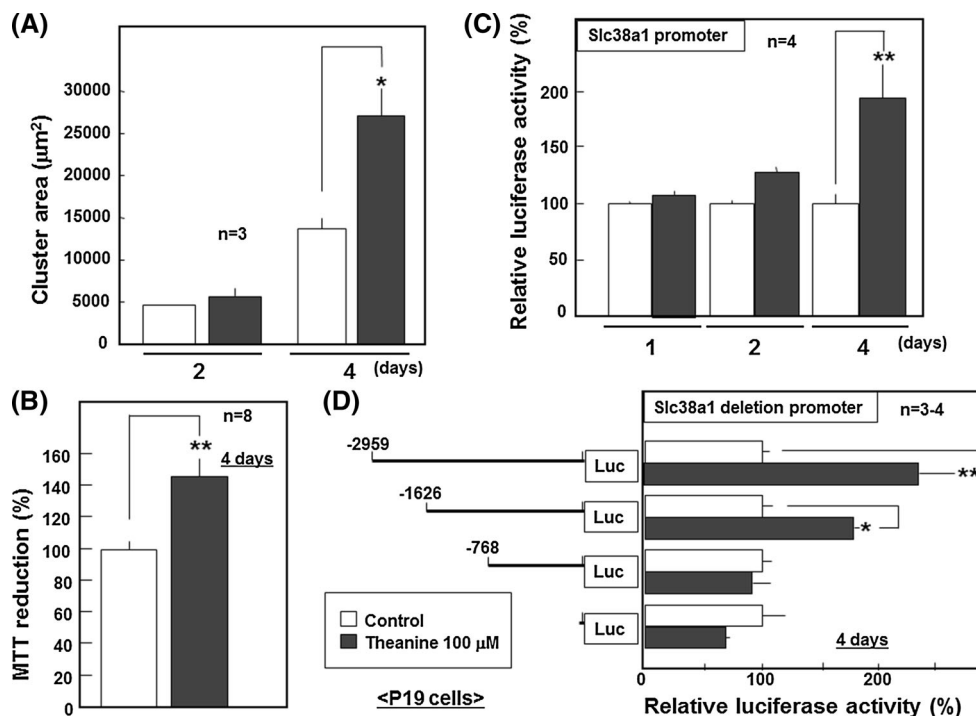 (A)
Cluster area (µm²)
30000
25000
20000
15000
10000
5000
0
n=3
*
2
4
(days)
(B)
MTT reduction (%)
160
140
120
100
80
60
40
20
0
n=8
**
4 days
(C)
Relative luciferase activity (%)
200
150
100
50
0
Slc38a1 promoter
n=4
**
1
2
4
(days)
(D)
Slc38a1 deletion promoter
n=3-4
-2959
Luc
**
-1626
Luc
*
-768
Luc
Luc
4 days
Control
Theanine 100 µM
<P19 cells>
0
100
200
Relative luciferase activity (%)